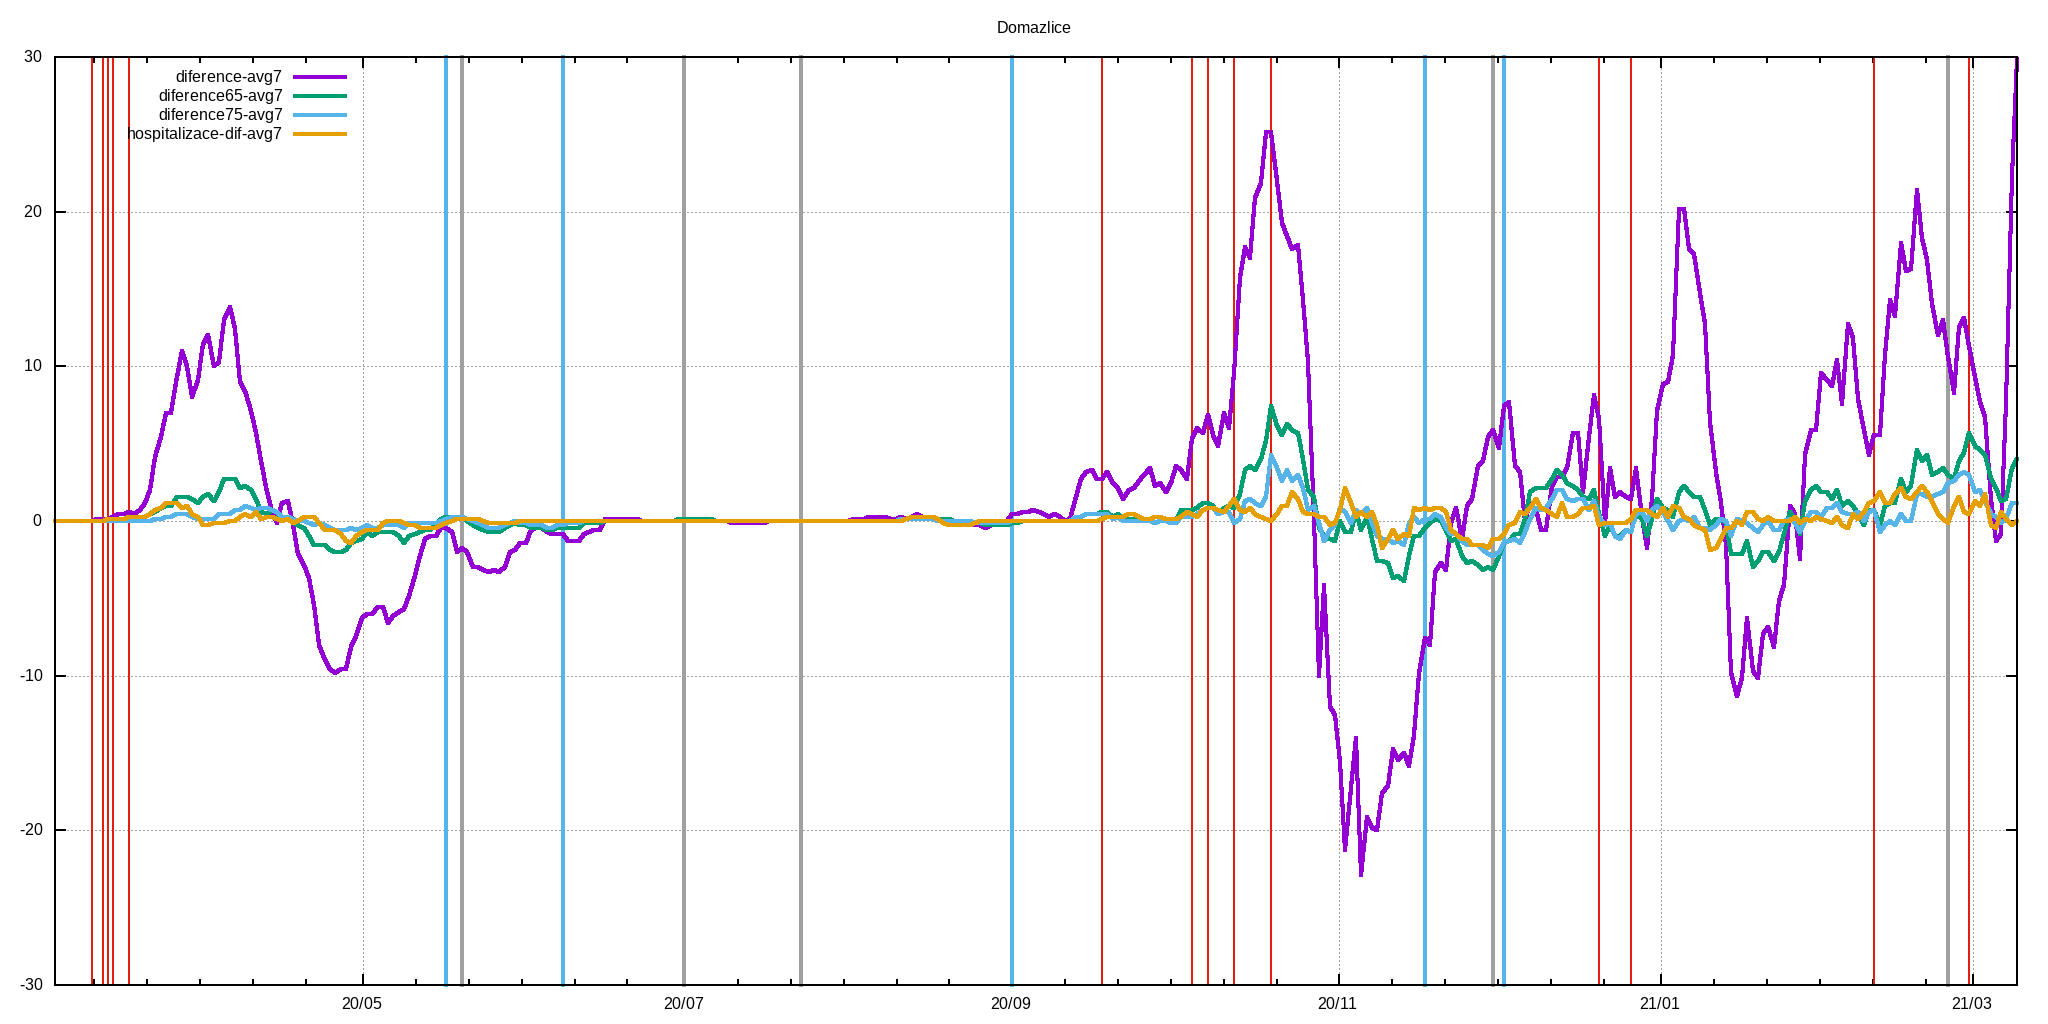 Domazlice
30
diference-avg7
diference65-avg7
diference75-avg7
hospitalizace-dif-avg7
20
10
0
-10
-20
-30
20/05 20/07 20/09 20/11 21/01 21/03